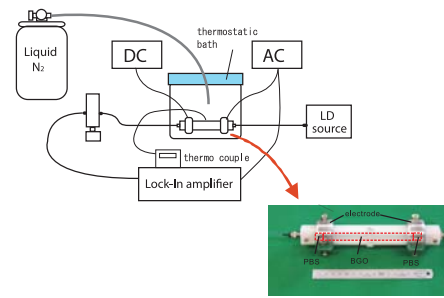 Liquid
N₂
DC
thermostatic
bath
AC
LD
source
thermo couple
Lock-In amplifier
electrode
PBS
BGO
PBS